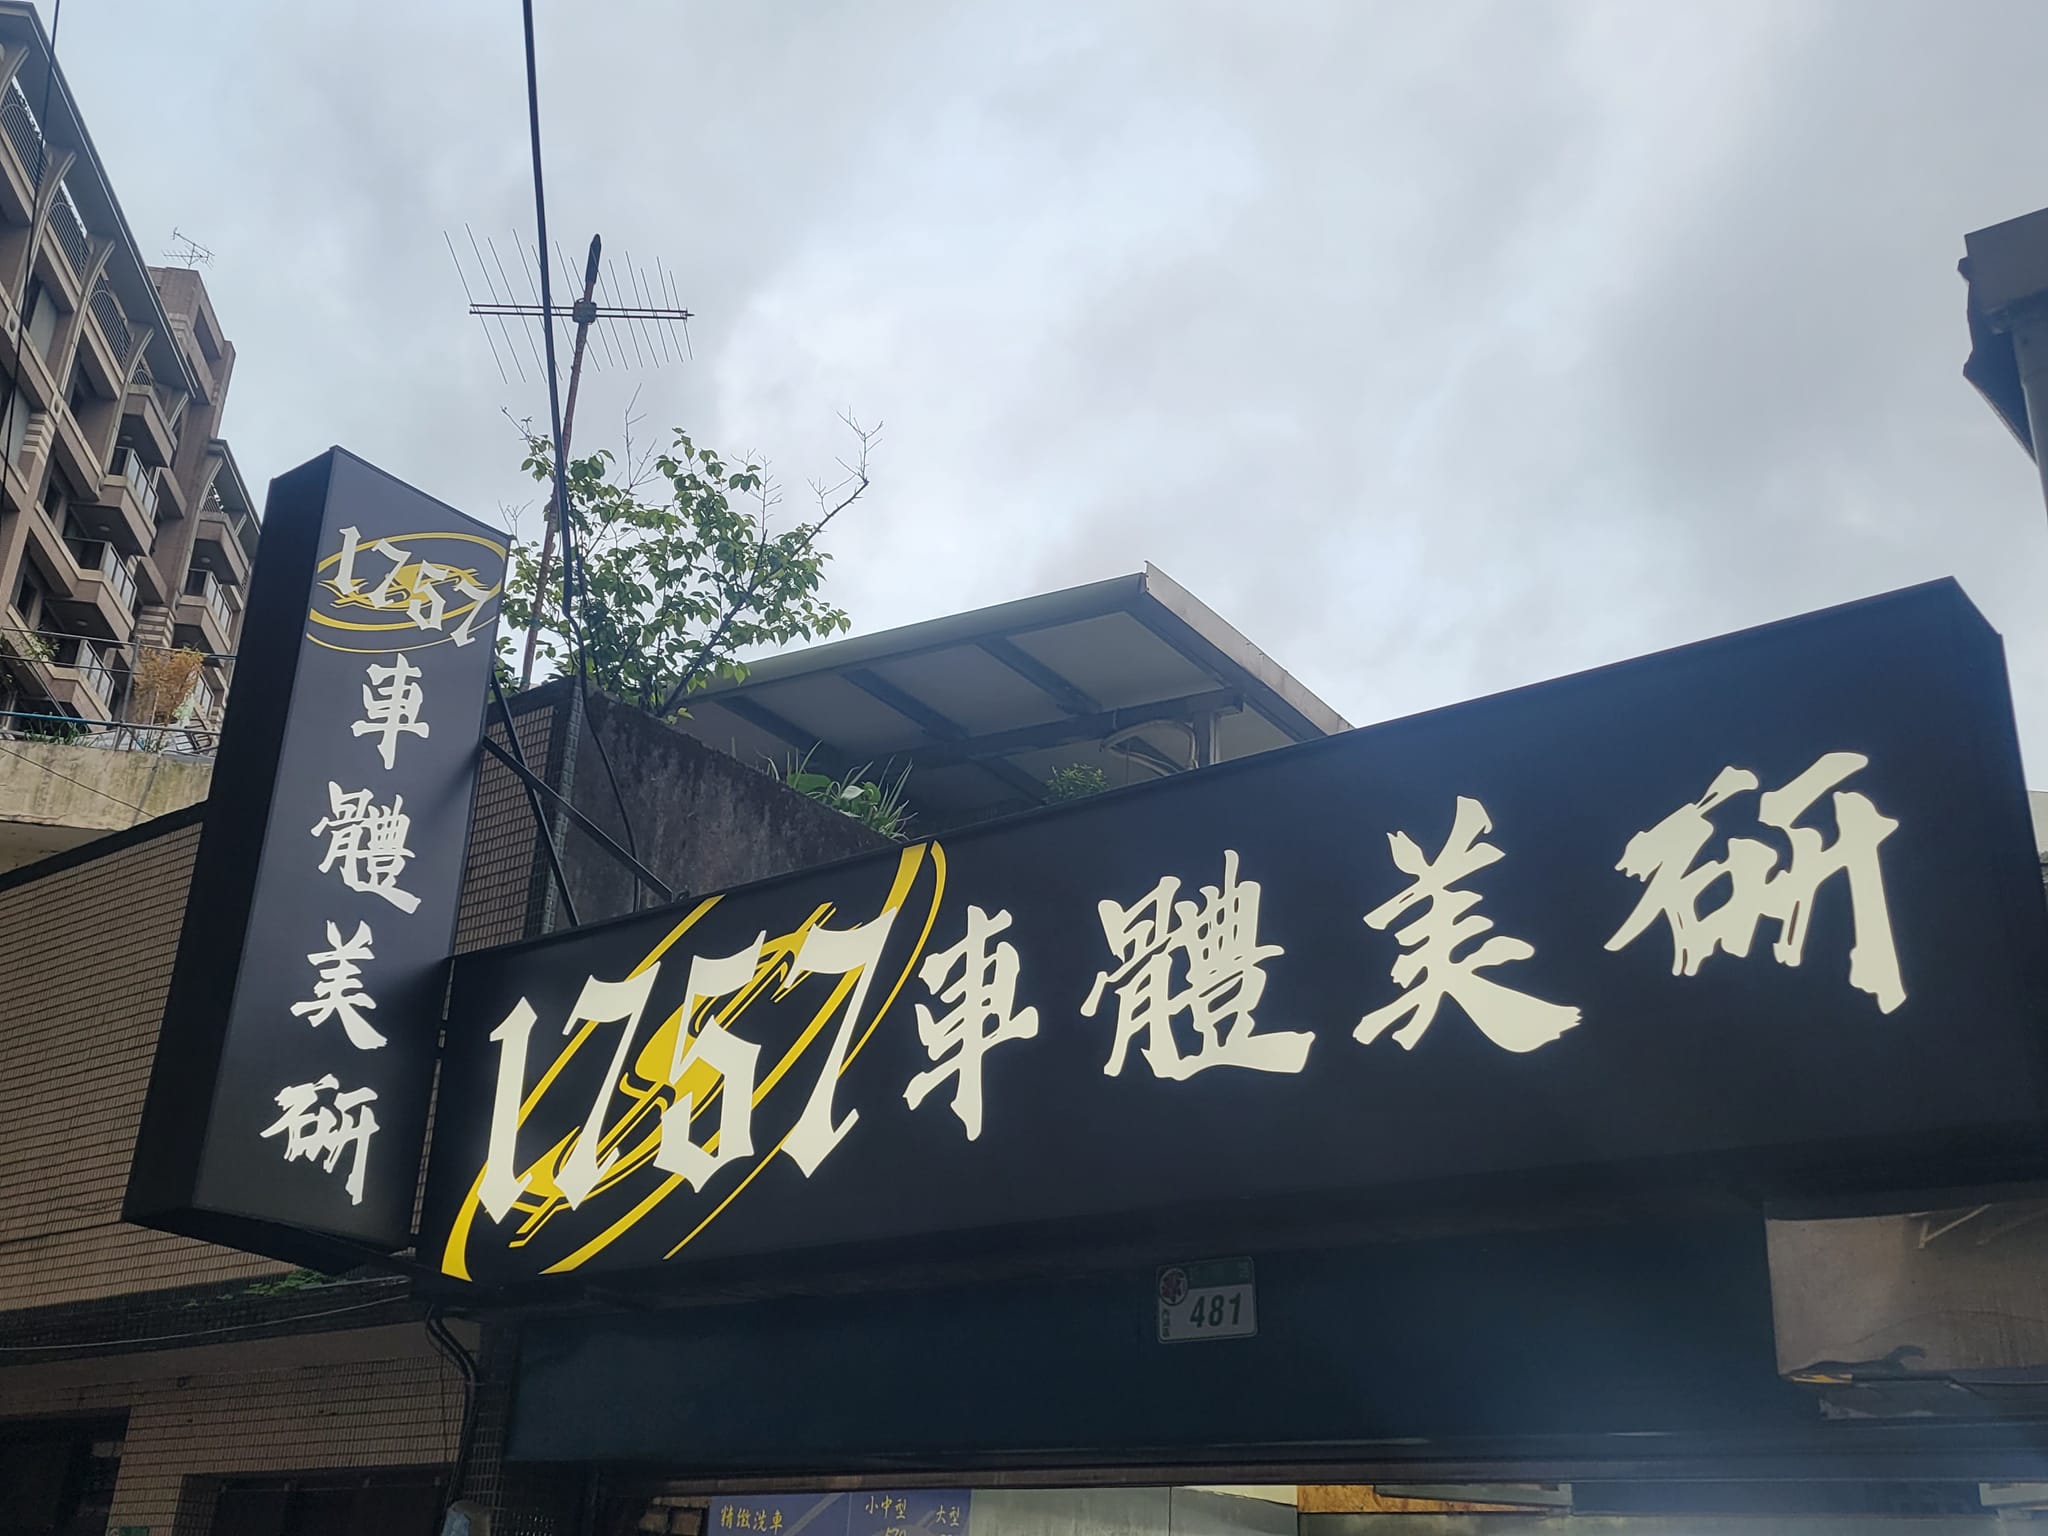 1757
車
體
美
研
1757車體美研
481
精緻洗車 小中型 大型